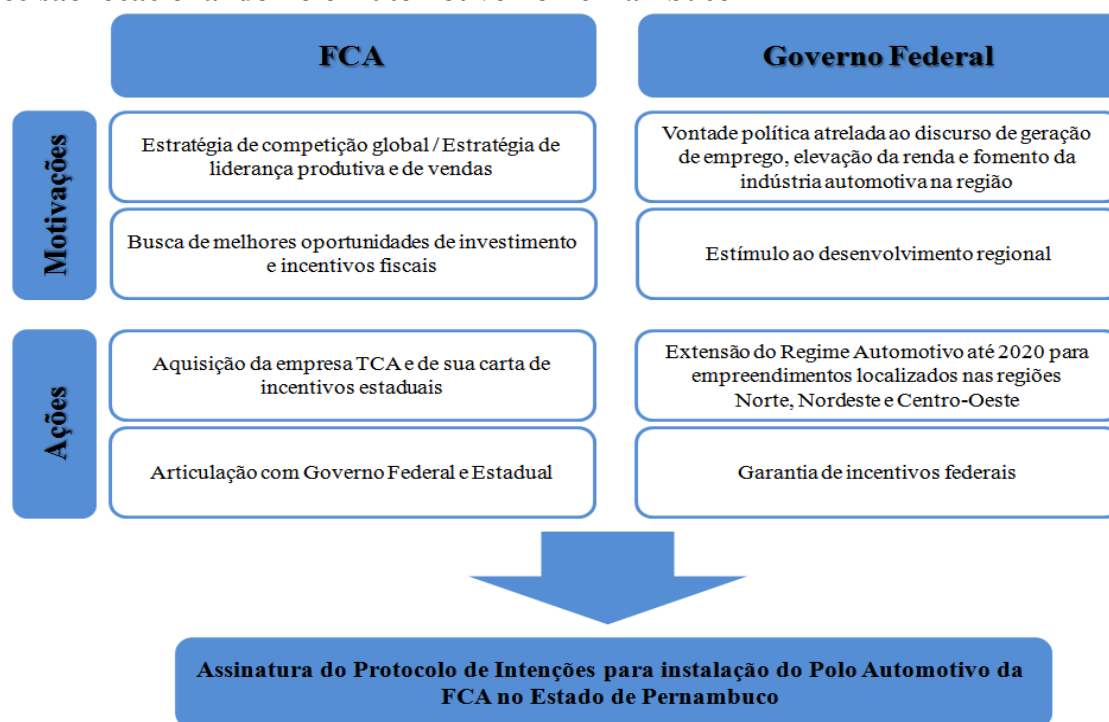 FCA
Governo Federal
Motivações
Estratégia de competição global / Estratégia de
liderança produtiva e de vendas
Vontade política atrelada ao discurso de geração
de emprego, elevação da renda e fomento da
indústria automotiva na região
Busca de melhores oportunidades de investimento
e incentivos fiscais
Estímulo ao desenvolvimento regional
Ações
Aquisição da empresa TCA e de sua carta de
incentivos estaduais
Extensão do Regime Automotivo até 2020 para
empreendimentos localizados nas regiões
Norte, Nordeste e Centro-Oeste
Articulação com Governo Federal e Estadual
Garantia de incentivos federais
Assinatura do Protocolo de Intenções para instalação do Polo Automotivo da
FCA no Estado de Pernambuco